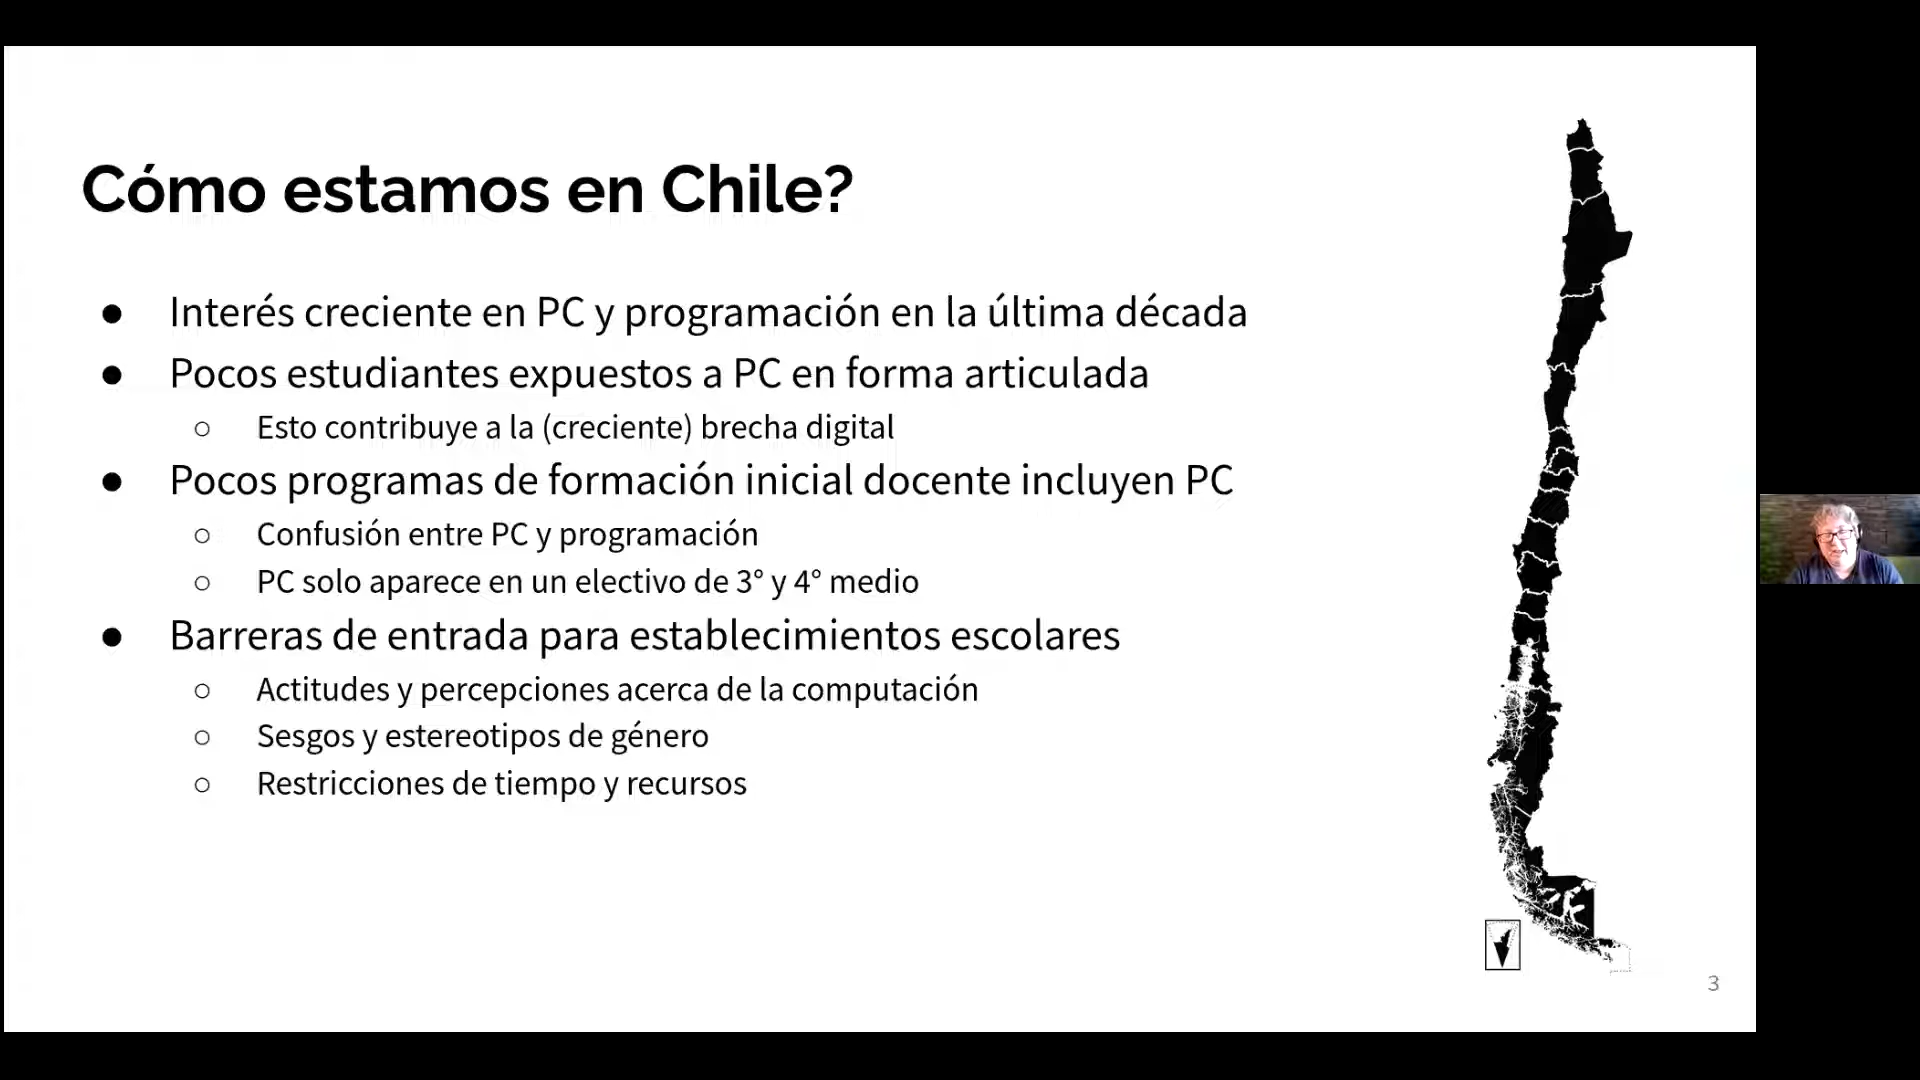 Cómo estamos en Chile?
● Interés creciente en PC y programación en la última década
● Pocos estudiantes expuestos a PC en forma articulada
○ Esto contribuye a la (creciente) brecha digital
● Pocos programas de formación inicial docente incluyen PC
○ Confusión entre PC y programación
○ PC solo aparece en un electivo de 3° y 4° medio
● Barreras de entrada para establecimientos escolares
○ Actitudes y percepciones acerca de la computación
○ Sesgos y estereotipos de género
○ Restricciones de tiempo y recursos
3